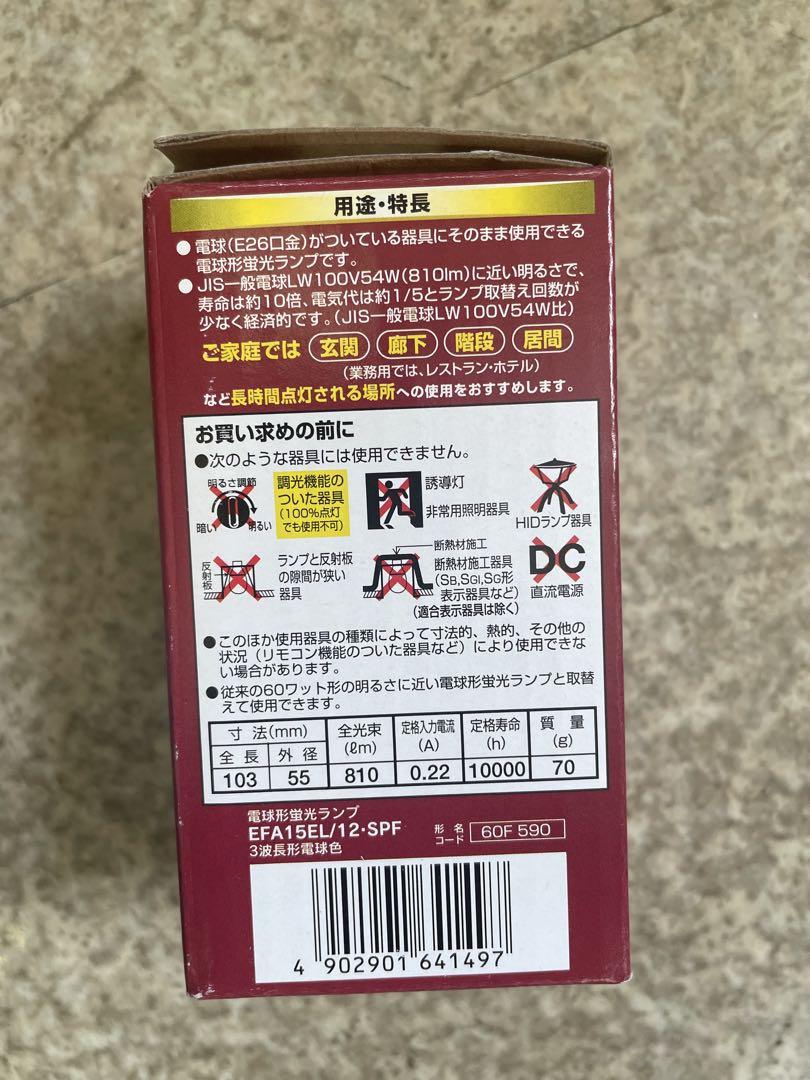 用途・特長
●電球(E26口金)がついている器具にそのまま使用できる
電球形蛍光ランプです。
●JIS一般電球LW100V54W(810lm)に近い明るさで、
寿命は約10倍、電気代は約1/5とランプ取替え回数が
少なく経済的です。(JIS一般電球LW100V54W比)
ご家庭では 玄関 廊下 階段 居間
(業務用では、レストラン・ホテル)
など長時間点灯される場所への使用をおすすめします。
お買い求めの前に
●次のような器具には使用できません。
明るさ調節
暗い 明るい
調光機能の
ついた器具
(100%点灯
でも使用不可)
誘導灯
非常用照明器具
HIDランプ器具
反射板
ランプと反射板
の隙間が狭い
器具
断熱材施工
断熱材施工器具
(SB,SGI,SG形
表示器具など)
(適合表示器具は除く)
DC
直流電源
●このほか使用器具の種類によって寸法的、熱的、その他の
状況(リモコン機能のついた器具など)により使用できな
い場合があります。
●従来の60ワット形の明るさに近い電球形蛍光ランプと取替
えて使用できます。
寸法(mm) 全光束(ℓm) 定格入力電流(A) 定格寿命(h) 質量(g)
全長 外径
103 55 810 0.22 10000 70
電球形蛍光ランプ
EFA15EL/12・SPF
3波長形電球色
形名コード 60F 590
4 902901 641497